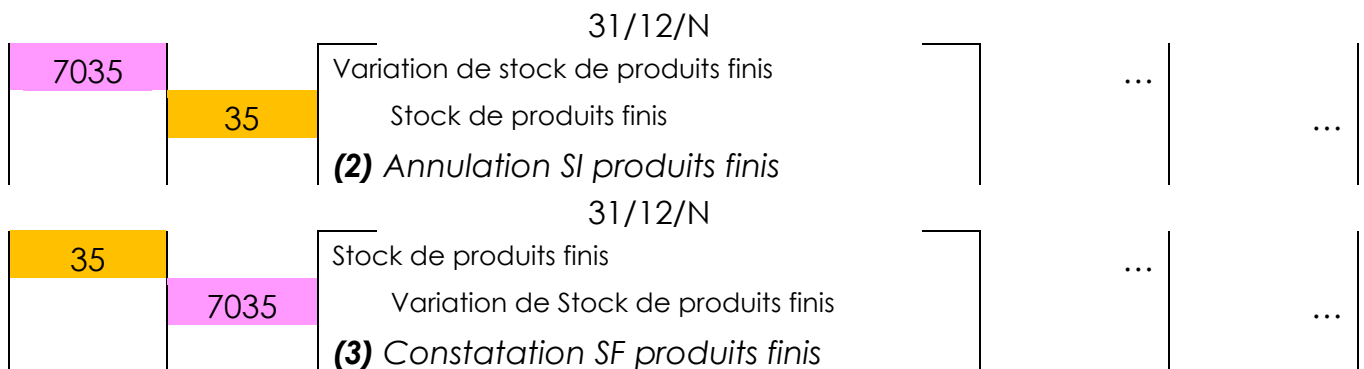 31/12/N
7035 Variation de stock de produits finis ...
35 Stock de produits finis ...
(2) Annulation SI produits finis
31/12/N
35 Stock de produits finis ...
7035 Variation de Stock de produits finis ...
(3) Constatation SF produits finis